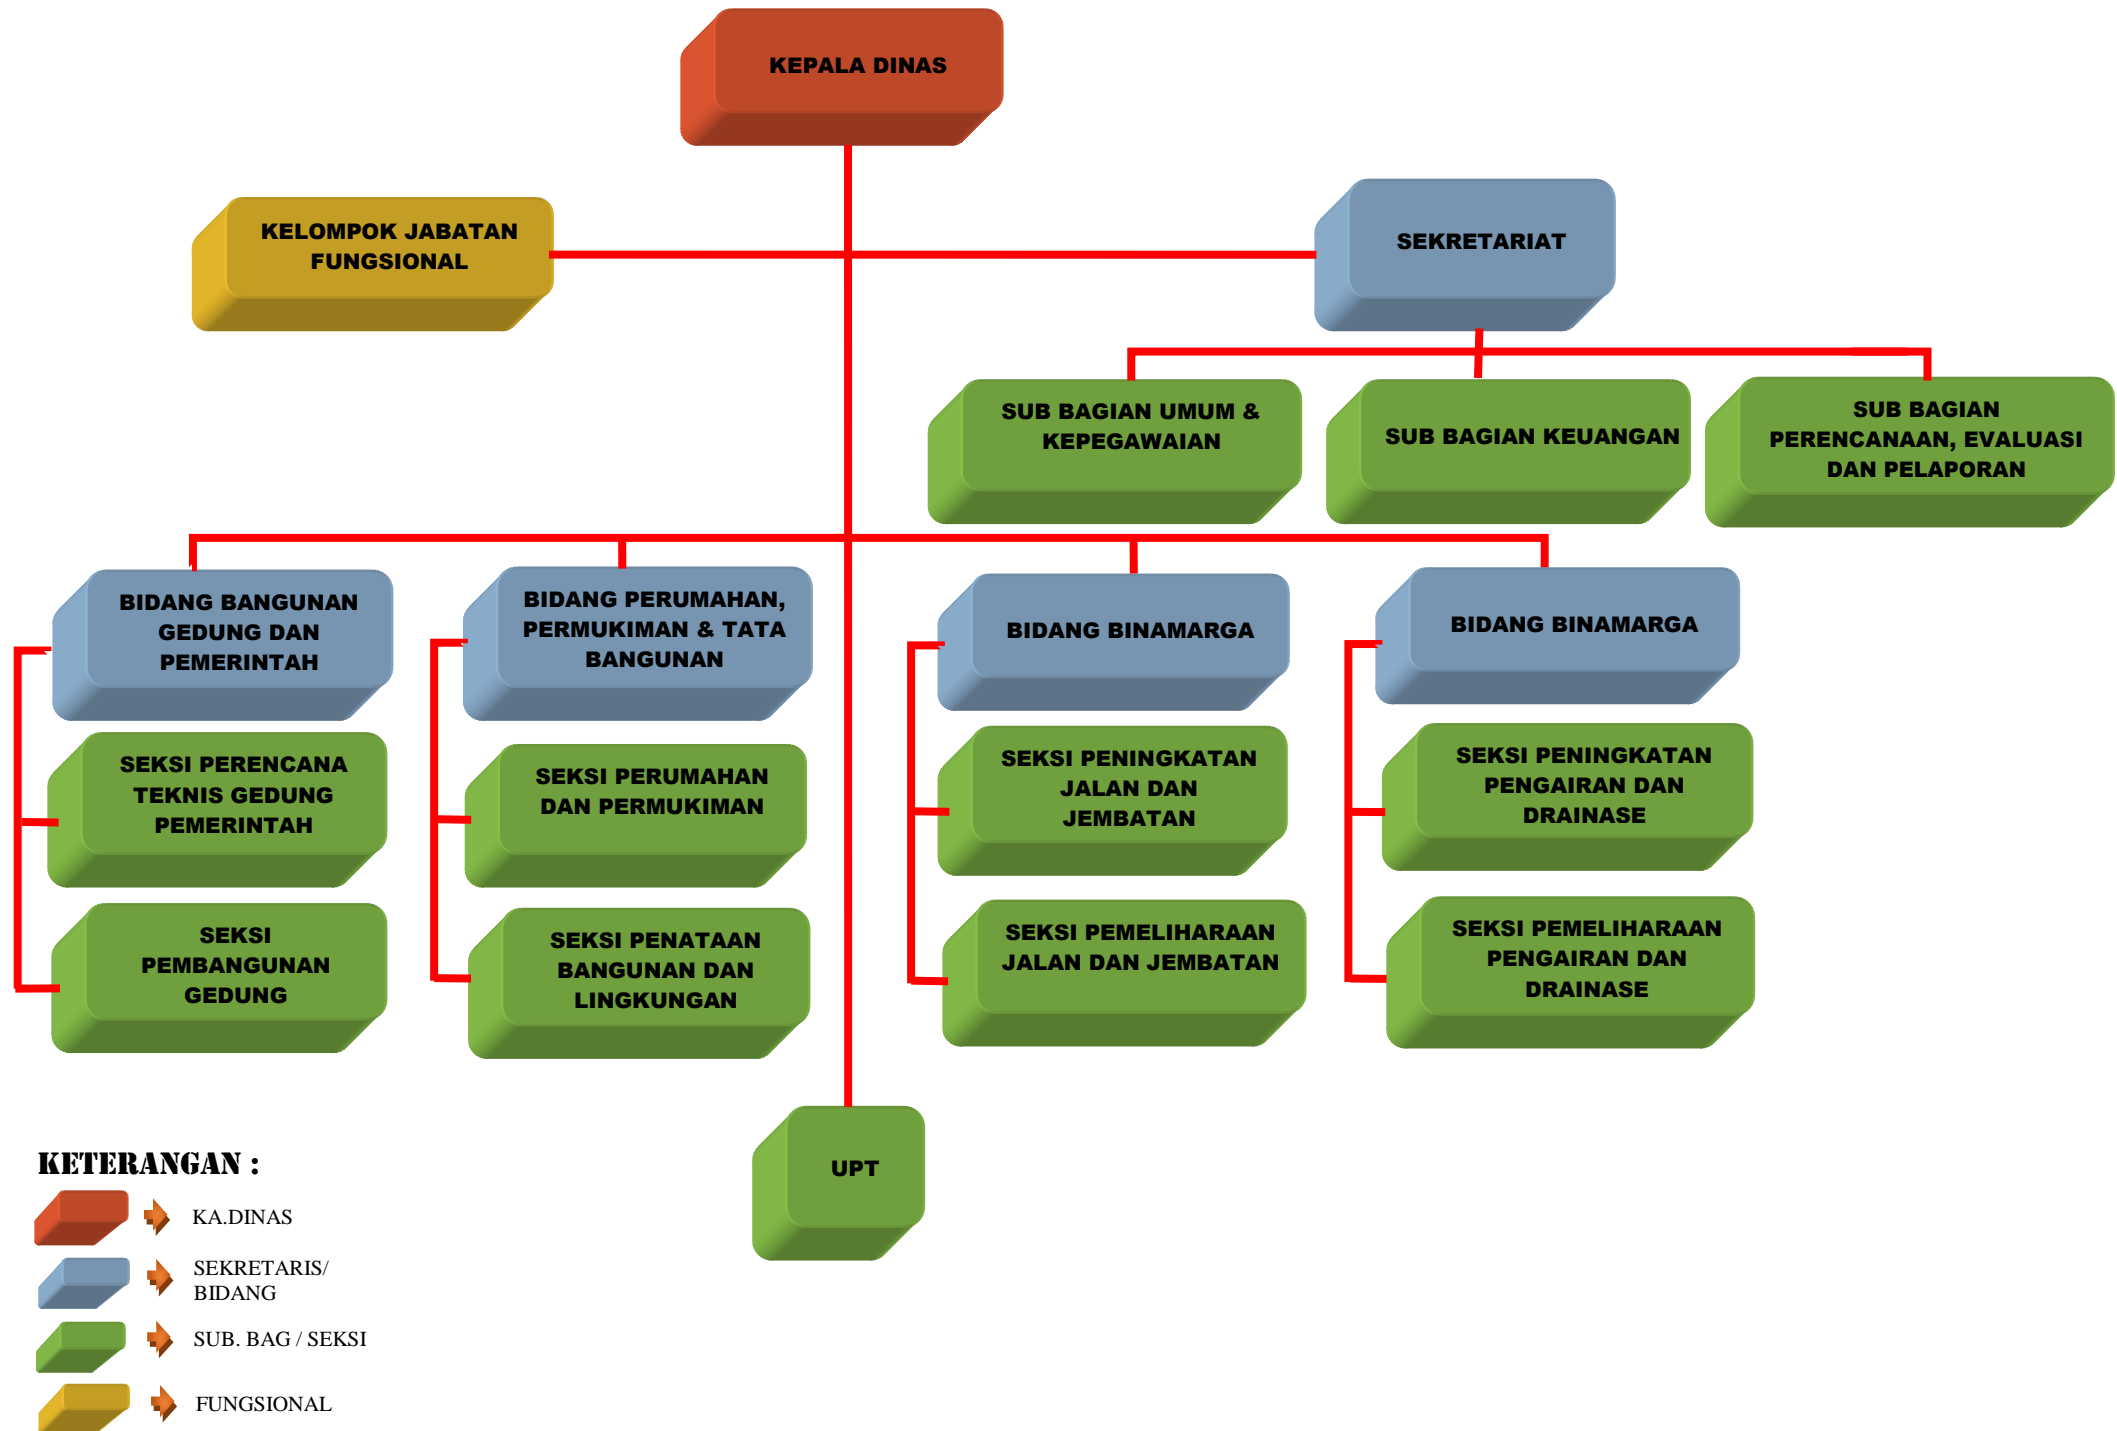 KEPALA DINAS
KELOMPOK JABATAN
FUNGSIONAL
SEKRETARIAT
SUB BAGIAN UMUM &
KEPEGAWAIAN
SUB BAGIAN KEUANGAN
SUB BAGIAN
PERENCANAAN, EVALUASI
DAN PELAPORAN
BIDANG BANGUNAN
GEDUNG DAN
PEMERINTAH
BIDANG PERUMAHAN,
PERMUKIMAN & TATA
BANGUNAN
BIDANG BINAMARGA
BIDANG BINAMARGA
SEKSI PERENCANA
TEKNIS GEDUNG
PEMERINTAH
SEKSI PERUMAHAN
DAN PERMUKIMAN
SEKSI PENINGKATAN
JALAN DAN
JEMBATAN
SEKSI PENINGKATAN
PENGAIRAN DAN
DRAINASE
SEKSI
PEMBANGUNAN
GEDUNG
SEKSI PENATAAN
BANGUNAN DAN
LINGKUNGAN
SEKSI PEMELIHARAAN
JALAN DAN JEMBATAN
SEKSI PEMELIHARAAN
PENGAIRAN DAN
DRAINASE
UPT
KETERANGAN :
KA.DINAS
SEKRETARIS/
BIDANG
SUB. BAG / SEKSI
FUNGSIONAL